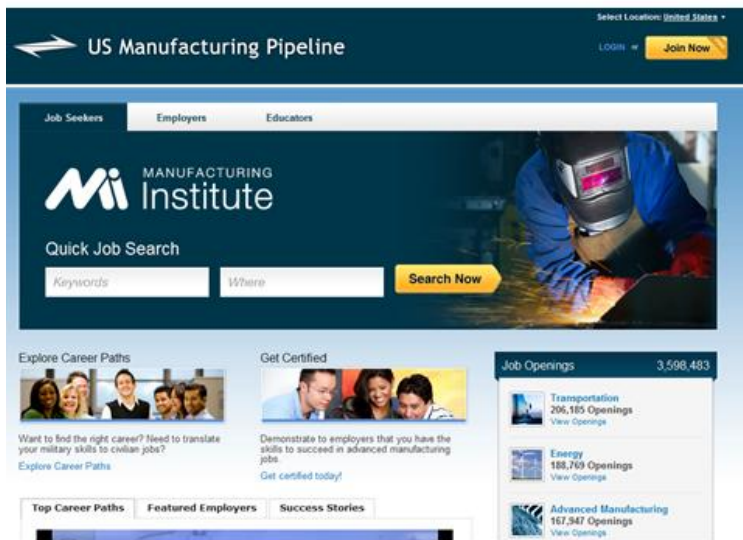 Select Location: United States
US Manufacturing Pipeline
LOGIN or
Join Now
Job Seekers
Employers
Educators
MANUFACTURING
Institute
Quick Job Search
Keywords
Where
Search Now
Explore Career Paths
Want to find the right career? Need to translate
your military skills to civilian jobs?
Explore Career Paths
Get Certified
Demonstrate to employers that you have the
skills to succeed in advanced manufacturing
jobs.
Get certified today!
Job Openings 3,598,483
Transportation
206,185 Openings
View Openings
Energy
188,769 Openings
View Openings
Advanced Manufacturing
167,947 Openings
View Openings
Top Career Paths
Featured Employers
Success Stories